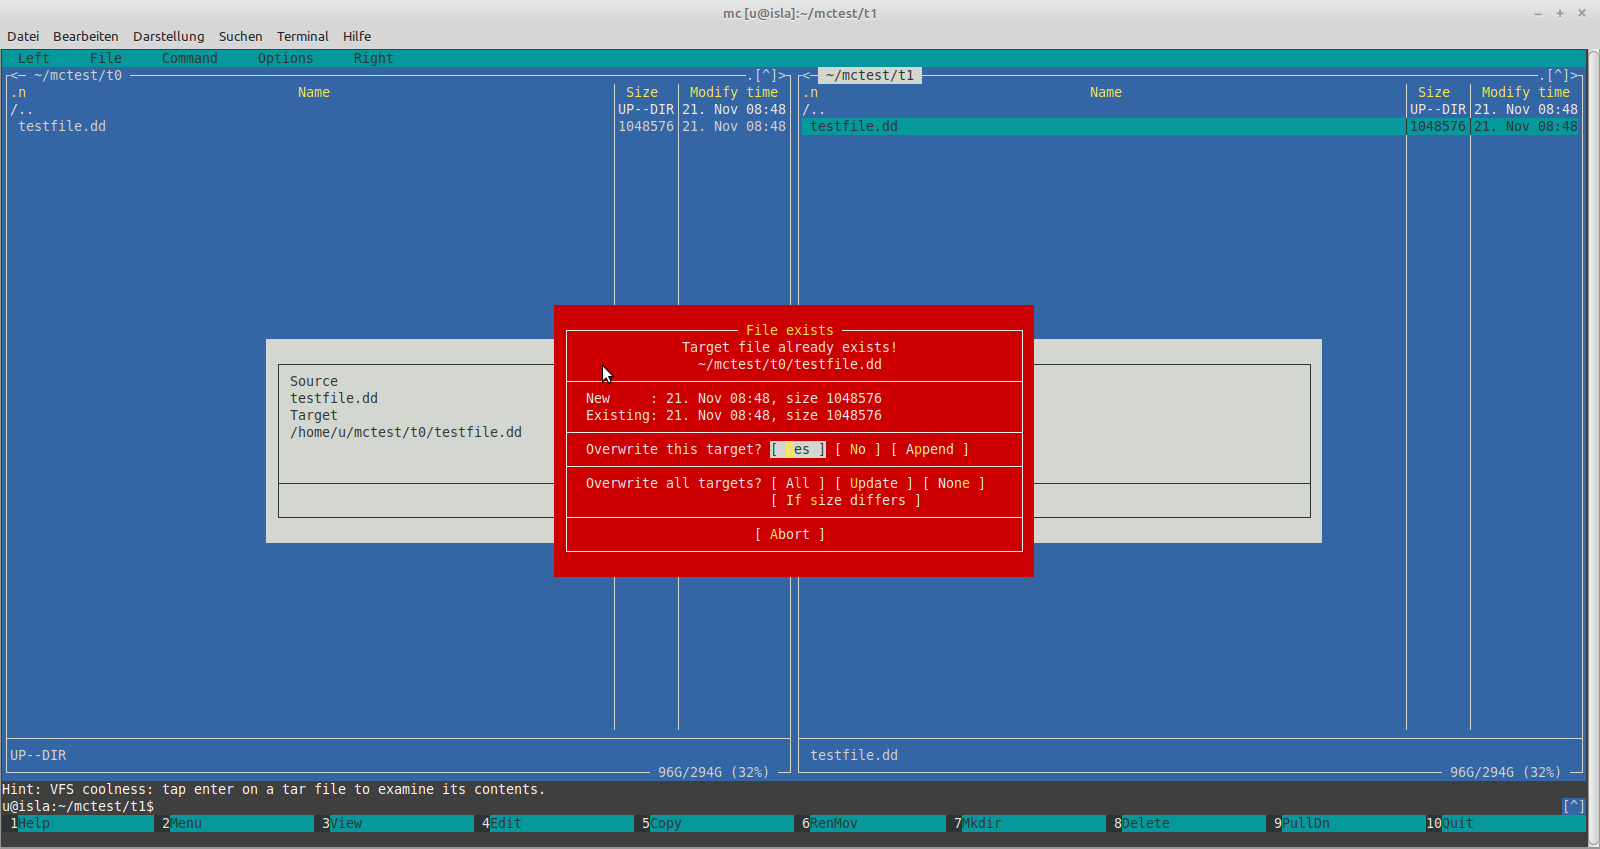 mc [u@isla]:~/mctest/t1
Datei Bearbeiten Darstellung Suchen Terminal Hilfe
Left File Command Options Right
<─ ~/mctest/t0 .[^]>
.n Name Size Modify time
/.. UP--DIR 21. Nov 08:48
testfile.dd 1048576 21. Nov 08:48
<─ ~/mctest/t1 .[^]>
.n Name Size Modify time
/.. UP--DIR 21. Nov 08:48
testfile.dd 1048576 21. Nov 08:48
Source
testfile.dd
Target
/home/u/mctest/t0/testfile.dd
File exists
Target file already exists!
~/mctest/t0/testfile.dd
New : 21. Nov 08:48, size 1048576
Existing: 21. Nov 08:48, size 1048576
Overwrite this target? [ Yes ] [ No ] [ Append ]
Overwrite all targets? [ All ] [ Update ] [ None ]
[ If size differs ]
[ Abort ]
UP--DIR
96G/294G (32%)
testfile.dd
96G/294G (32%)
Hint: VFS coolness: tap enter on a tar file to examine its contents.
u@isla:~/mctest/t1$ [^]
1Help 2Menu 3View 4Edit 5Copy 6RenMov 7Mkdir 8Delete 9PullDn 10Quit